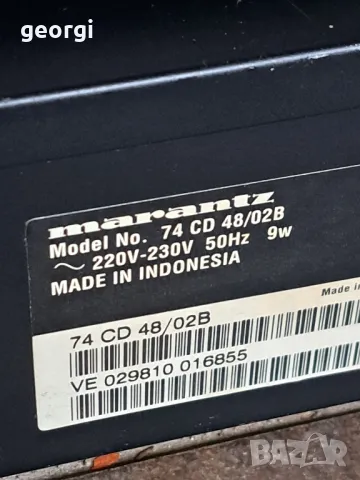 georgi
marantz
Model No. 74 CD 48/02B
~ 220V-230V 50Hz 9w
MADE IN INDONESIA
Made in
74 CD 48/02B
VE 029810 016855
BAZAR